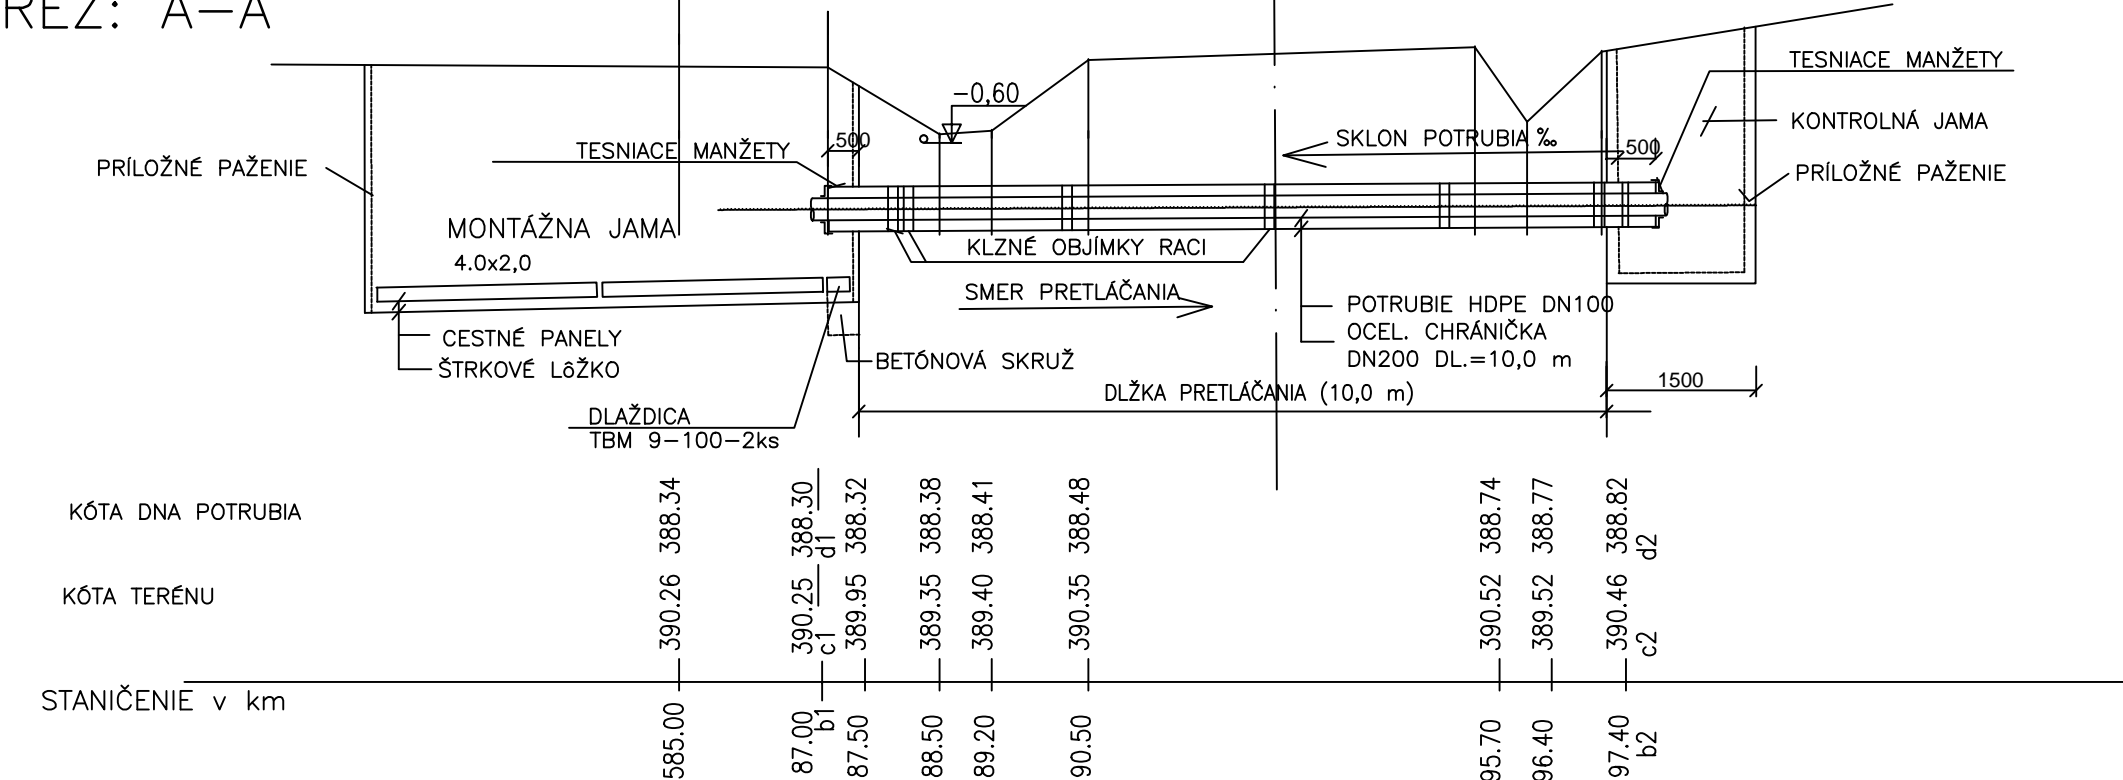 REZ: A-A
TESNIACE MANŽETY
-0,60
KONTROLNÁ JAMA
500
SKLON POTRUBIA ‰
500
TESNIACE MANŽETY
PRÍLOŽNÉ PAŽENIE
PRÍLOŽNÉ PAŽENIE
MONTÁŽNA JAMA
4.0x2,0
KLZNÉ OBJÍMKY RACI
SMER PRETLÁČANIA
POTRUBIE HDPE DN100
OCEL. CHRÁNIČKA
DN200 DL.=10,0 m
CESTNÉ PANELY
ŠTRKOVÉ LôŽKO
BETÓNOVÁ SKRUŽ
1500
DLŽKA PRETLÁČANIA (10,0 m)
DLAŽDICA
TBM 9-100-2ks
KÓTA DNA POTRUBIA
388.34
388.30
d1
388.32
388.38
388.41
388.48
388.74
388.77
388.82
d2
KÓTA TERÉNU
390.26
390.25
c1
389.95
389.35
389.40
390.35
390.52
389.52
390.46
c2
STANIČENIE v km
585.00
87.00
b1
87.50
88.50
89.20
90.50
95.70
96.40
97.40
b2